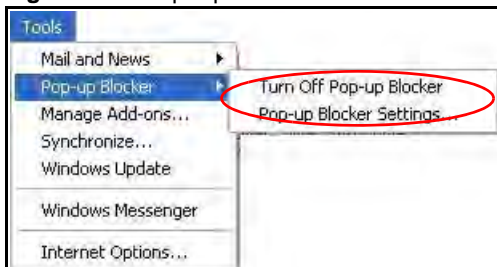 Tools
Mail and News
Pop-up Blocker
Turn Off Pop-up Blocker
Manage Add-ons...
Pop-up Blocker Settings...
Synchronize...
Windows Update
Windows Messenger
Internet Options...